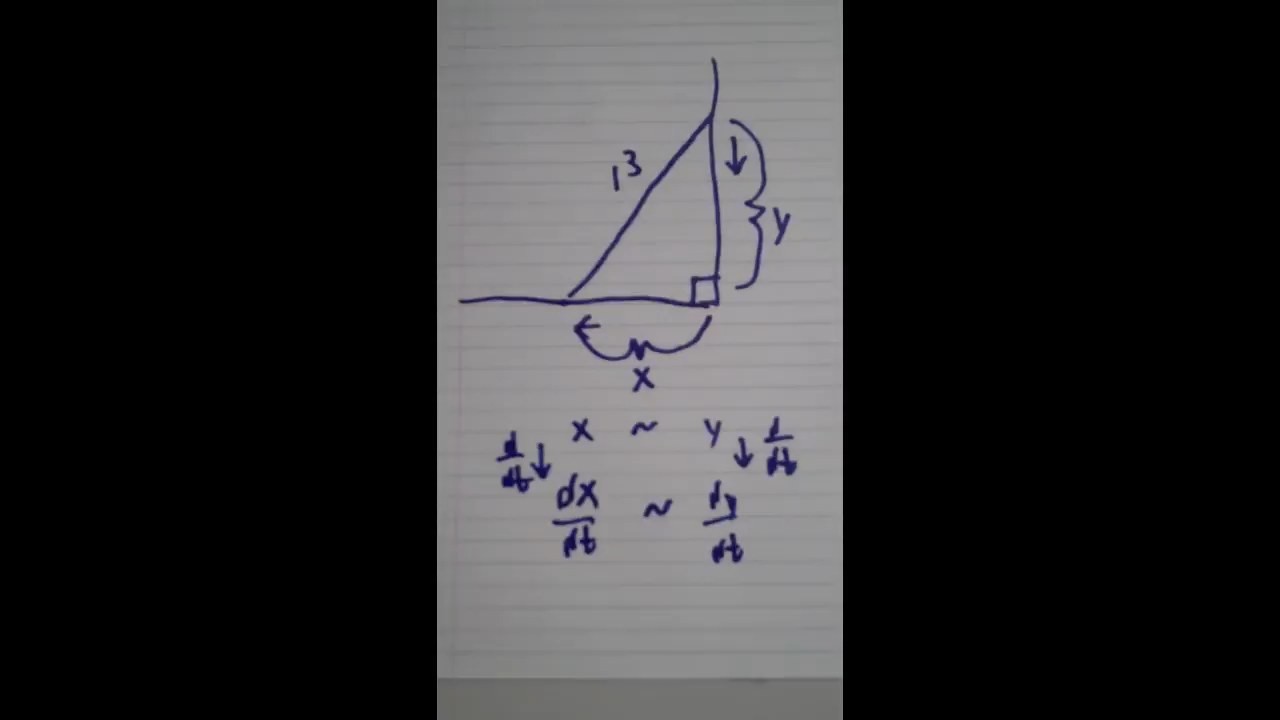 13
y
x
x ~ y
d/dt ↓ ↓ d/dt
dx/dt ~ dy/dt